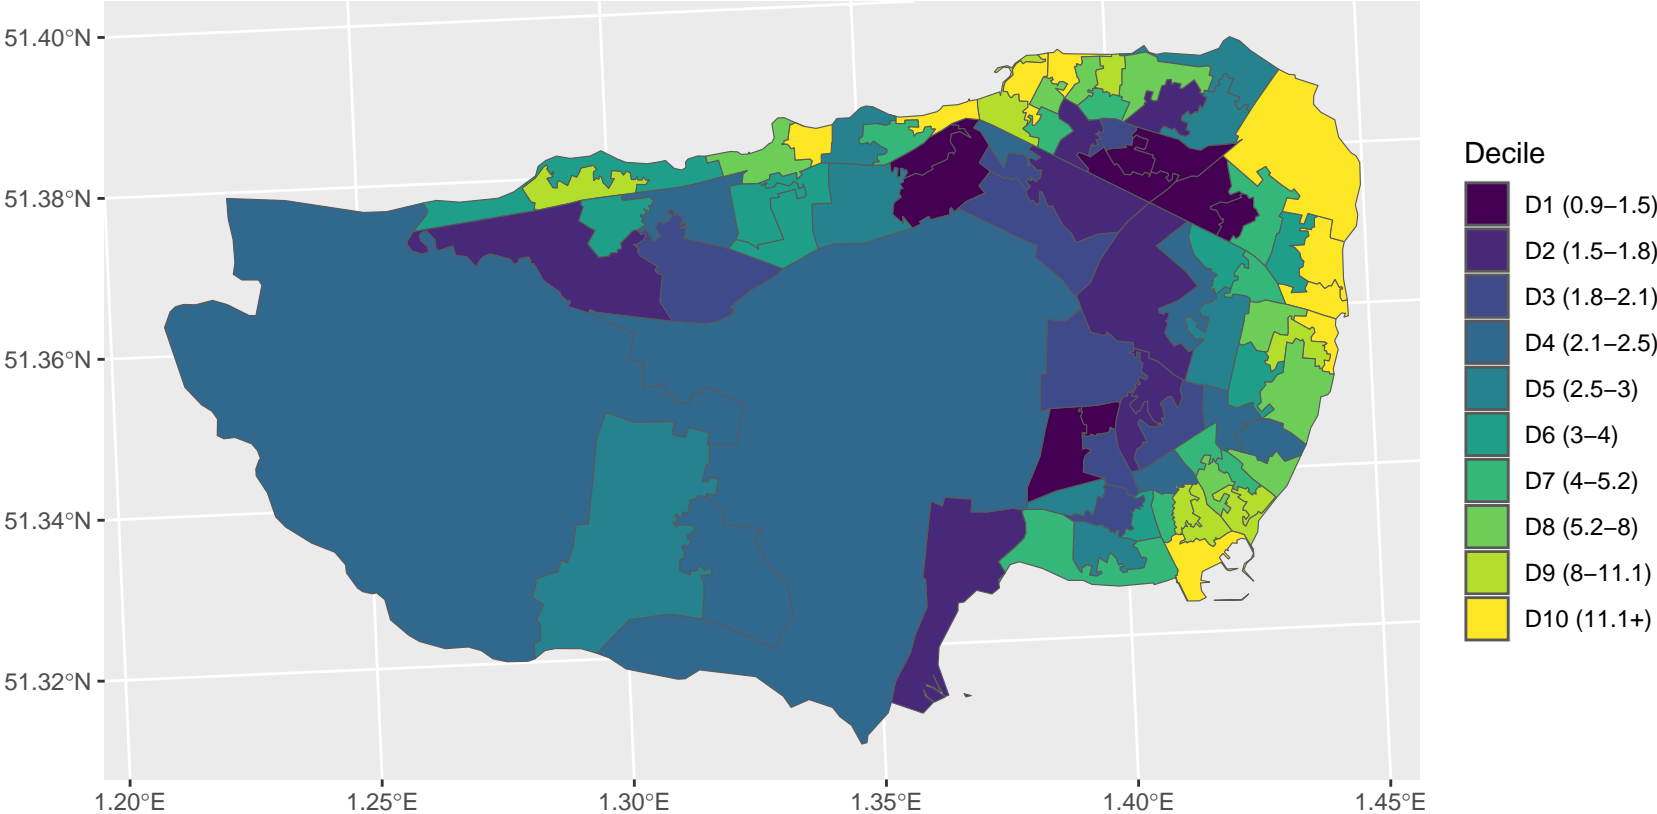 51.40°N
51.38°N
51.36°N
51.34°N
51.32°N
1.20°E
1.25°E
1.30°E
1.35°E
1.40°E
1.45°E
Decile
D1 (0.9–1.5)
D2 (1.5–1.8)
D3 (1.8–2.1)
D4 (2.1–2.5)
D5 (2.5–3)
D6 (3–4)
D7 (4–5.2)
D8 (5.2–8)
D9 (8–11.1)
D10 (11.1+)